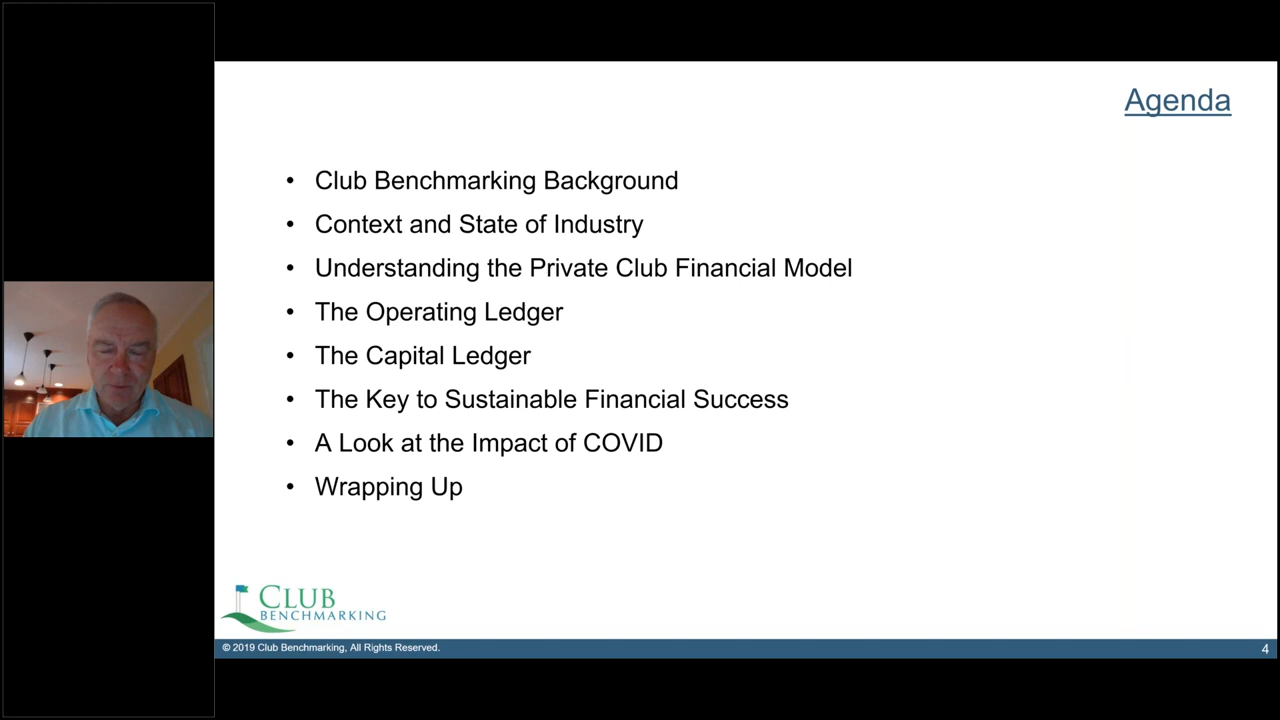 Agenda
• Club Benchmarking Background
• Context and State of Industry
• Understanding the Private Club Financial Model
• The Operating Ledger
• The Capital Ledger
• The Key to Sustainable Financial Success
• A Look at the Impact of COVID
• Wrapping Up
CLUB
BENCHMARKING
© 2019 Club Benchmarking, All Rights Reserved.
4